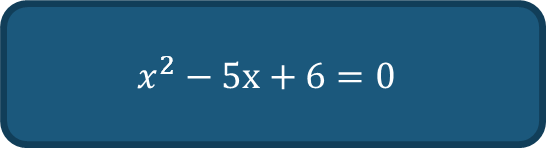 x² − 5x + 6 = 0